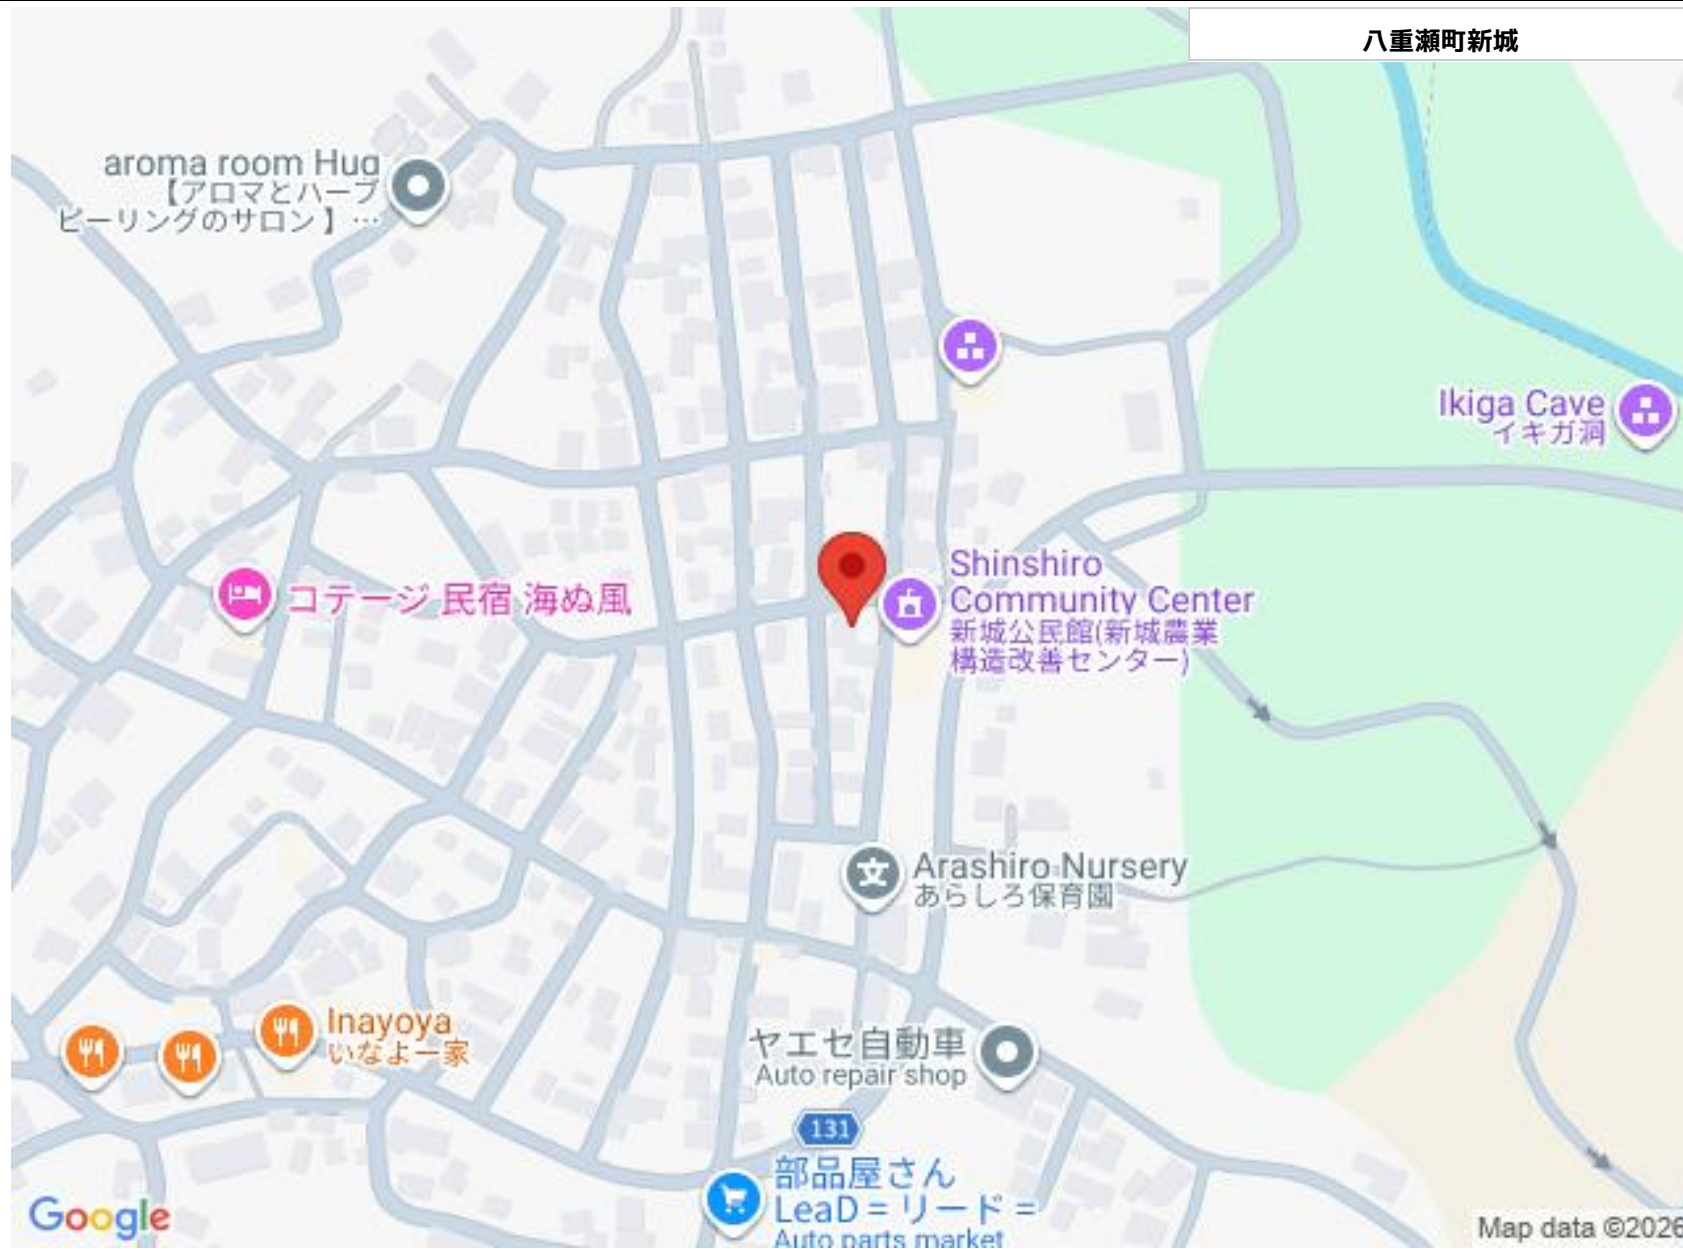 八重瀬町新城
aroma room Hug
【アロマとハーブ
ピーリングのサロン】…
Ikiga Cave
イキガ洞
コテージ 民宿 海ぬ風
Shinshiro
Community Center
新城公民館(新城農業
構造改善センター)
Arashiro Nursery
あらしろ保育園
Inayoya
いなよー家
ヤエセ自動車
Auto repair shop
131
部品屋さん
LeaD = リード =
Auto parts market
Google
Map data ©2026